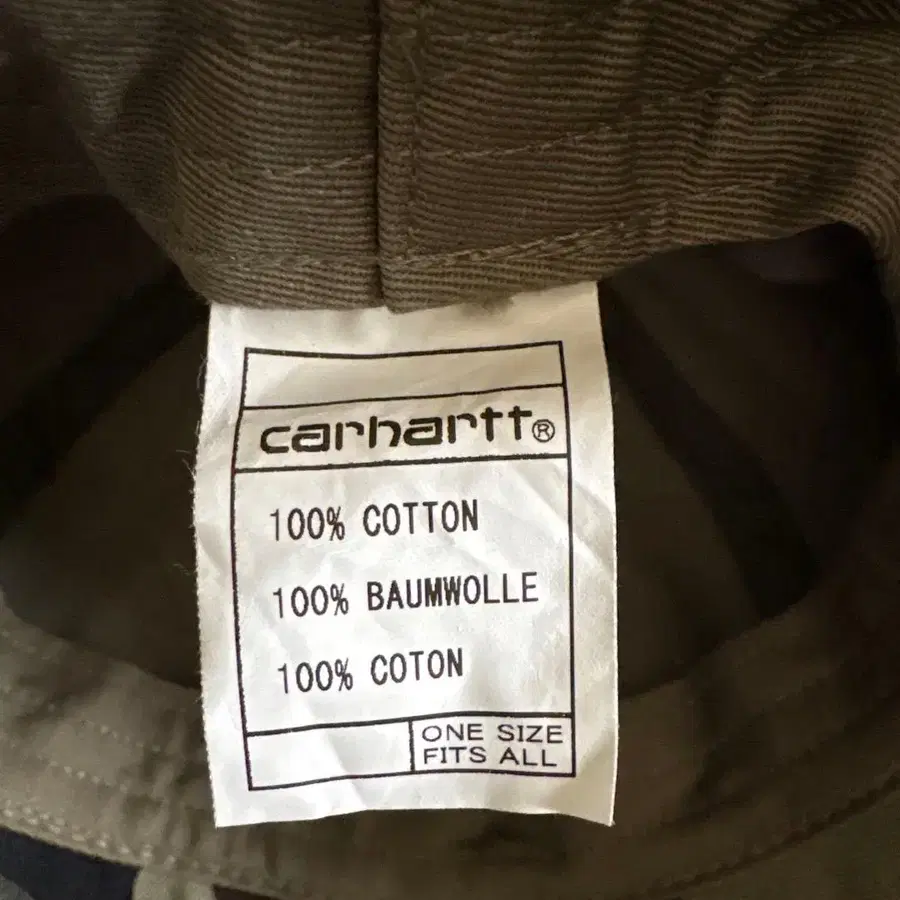 carhartt®
100% COTTON
100% BAUMWOLLE
100% COTON
ONE SIZE
FITS ALL